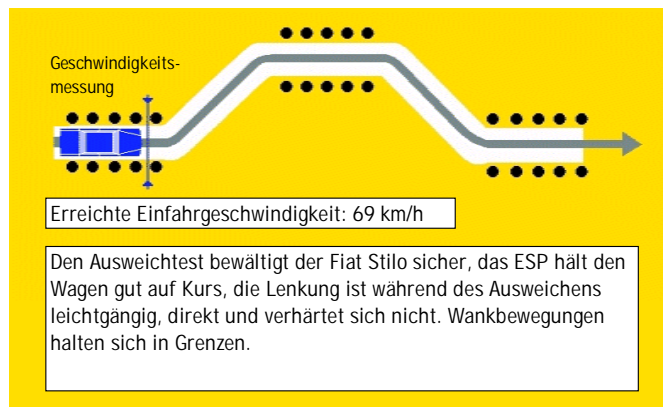 Geschwindigkeits-
messung
Erreichte Einfahrgeschwindigkeit: 69 km/h
Den Ausweichtest bewältigt der Fiat Stilo sicher, das ESP hält den
Wagen gut auf Kurs, die Lenkung ist während des Ausweichens
leichtgängig, direkt und verhärtet sich nicht. Wankbewegungen
halten sich in Grenzen.